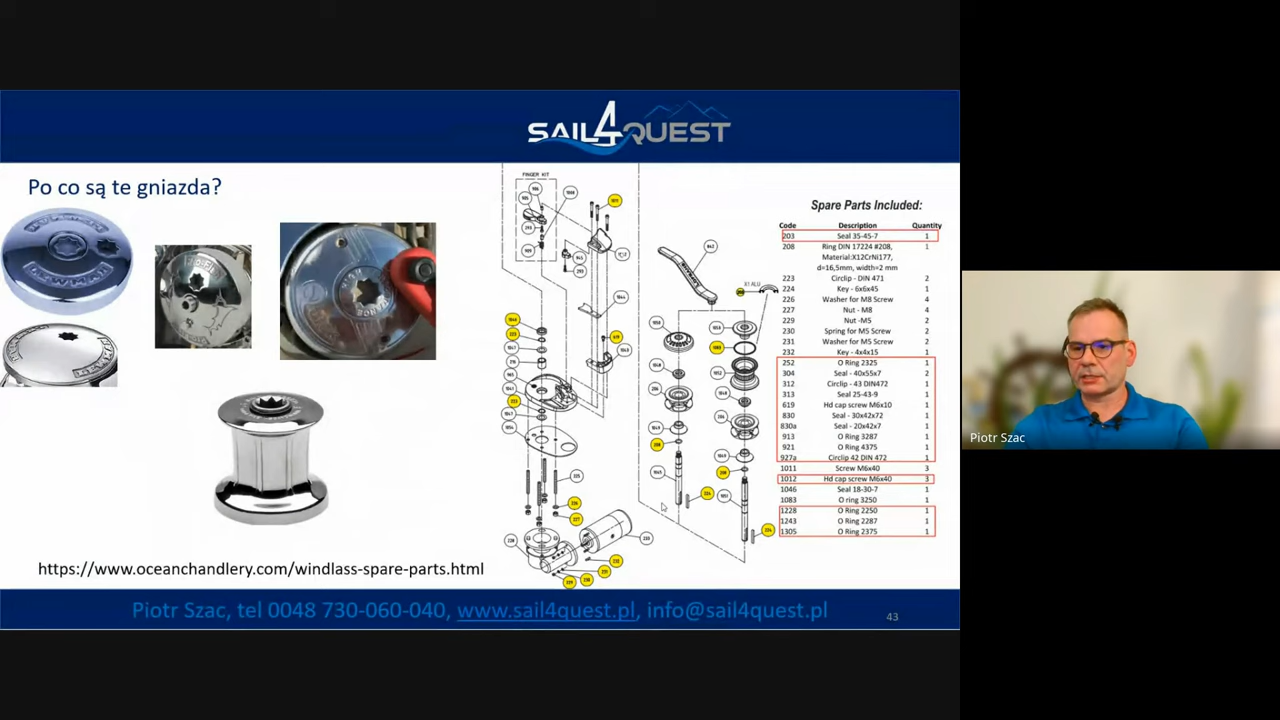 SAIL4QUEST
Po co są te gniazda?
FINGER KIT
X1 ALU
Spare Parts Included:
Code Description Quantity
203 Seal 35-45-7 1
208 Ring DIN 17224 #208, 1
Material:X12CrNi177,
d=16,5mm, width=2 mm
223 Circlip - DIN 471 2
224 Key - 6x6x45 1
226 Washer for M8 Screw 4
227 Nut - M8 4
229 Nut -M5 2
230 Spring for M5 Screw 2
231 Washer for M5 Screw 2
232 Key - 4x4x15 1
252 O Ring 2325 1
304 Seal - 40x55x7 2
312 Circlip - 43 DIN472 1
313 Seal 25-43-9 1
619 Hd cap screw M6x10 1
830 Seal - 30x42x72 1
830a Seal - 20x42x7 1
913 O Ring 3287 1
921 O Ring 4375 1
927a Circlip 42 DIN 472 1
1011 Screw M6x40 3
1012 Hd cap screw M6x40 3
1046 Seal 18-30-7 1
1083 O ring 3250 1
1228 O Ring 2250 1
1243 O Ring 2287 1
1305 O Ring 2375 1
https://www.oceanchandlery.com/windlass-spare-parts.html
Piotr Szac, tel 0048 730-060-040, www.sail4quest.pl, info@sail4quest.pl
43
Piotr Szac